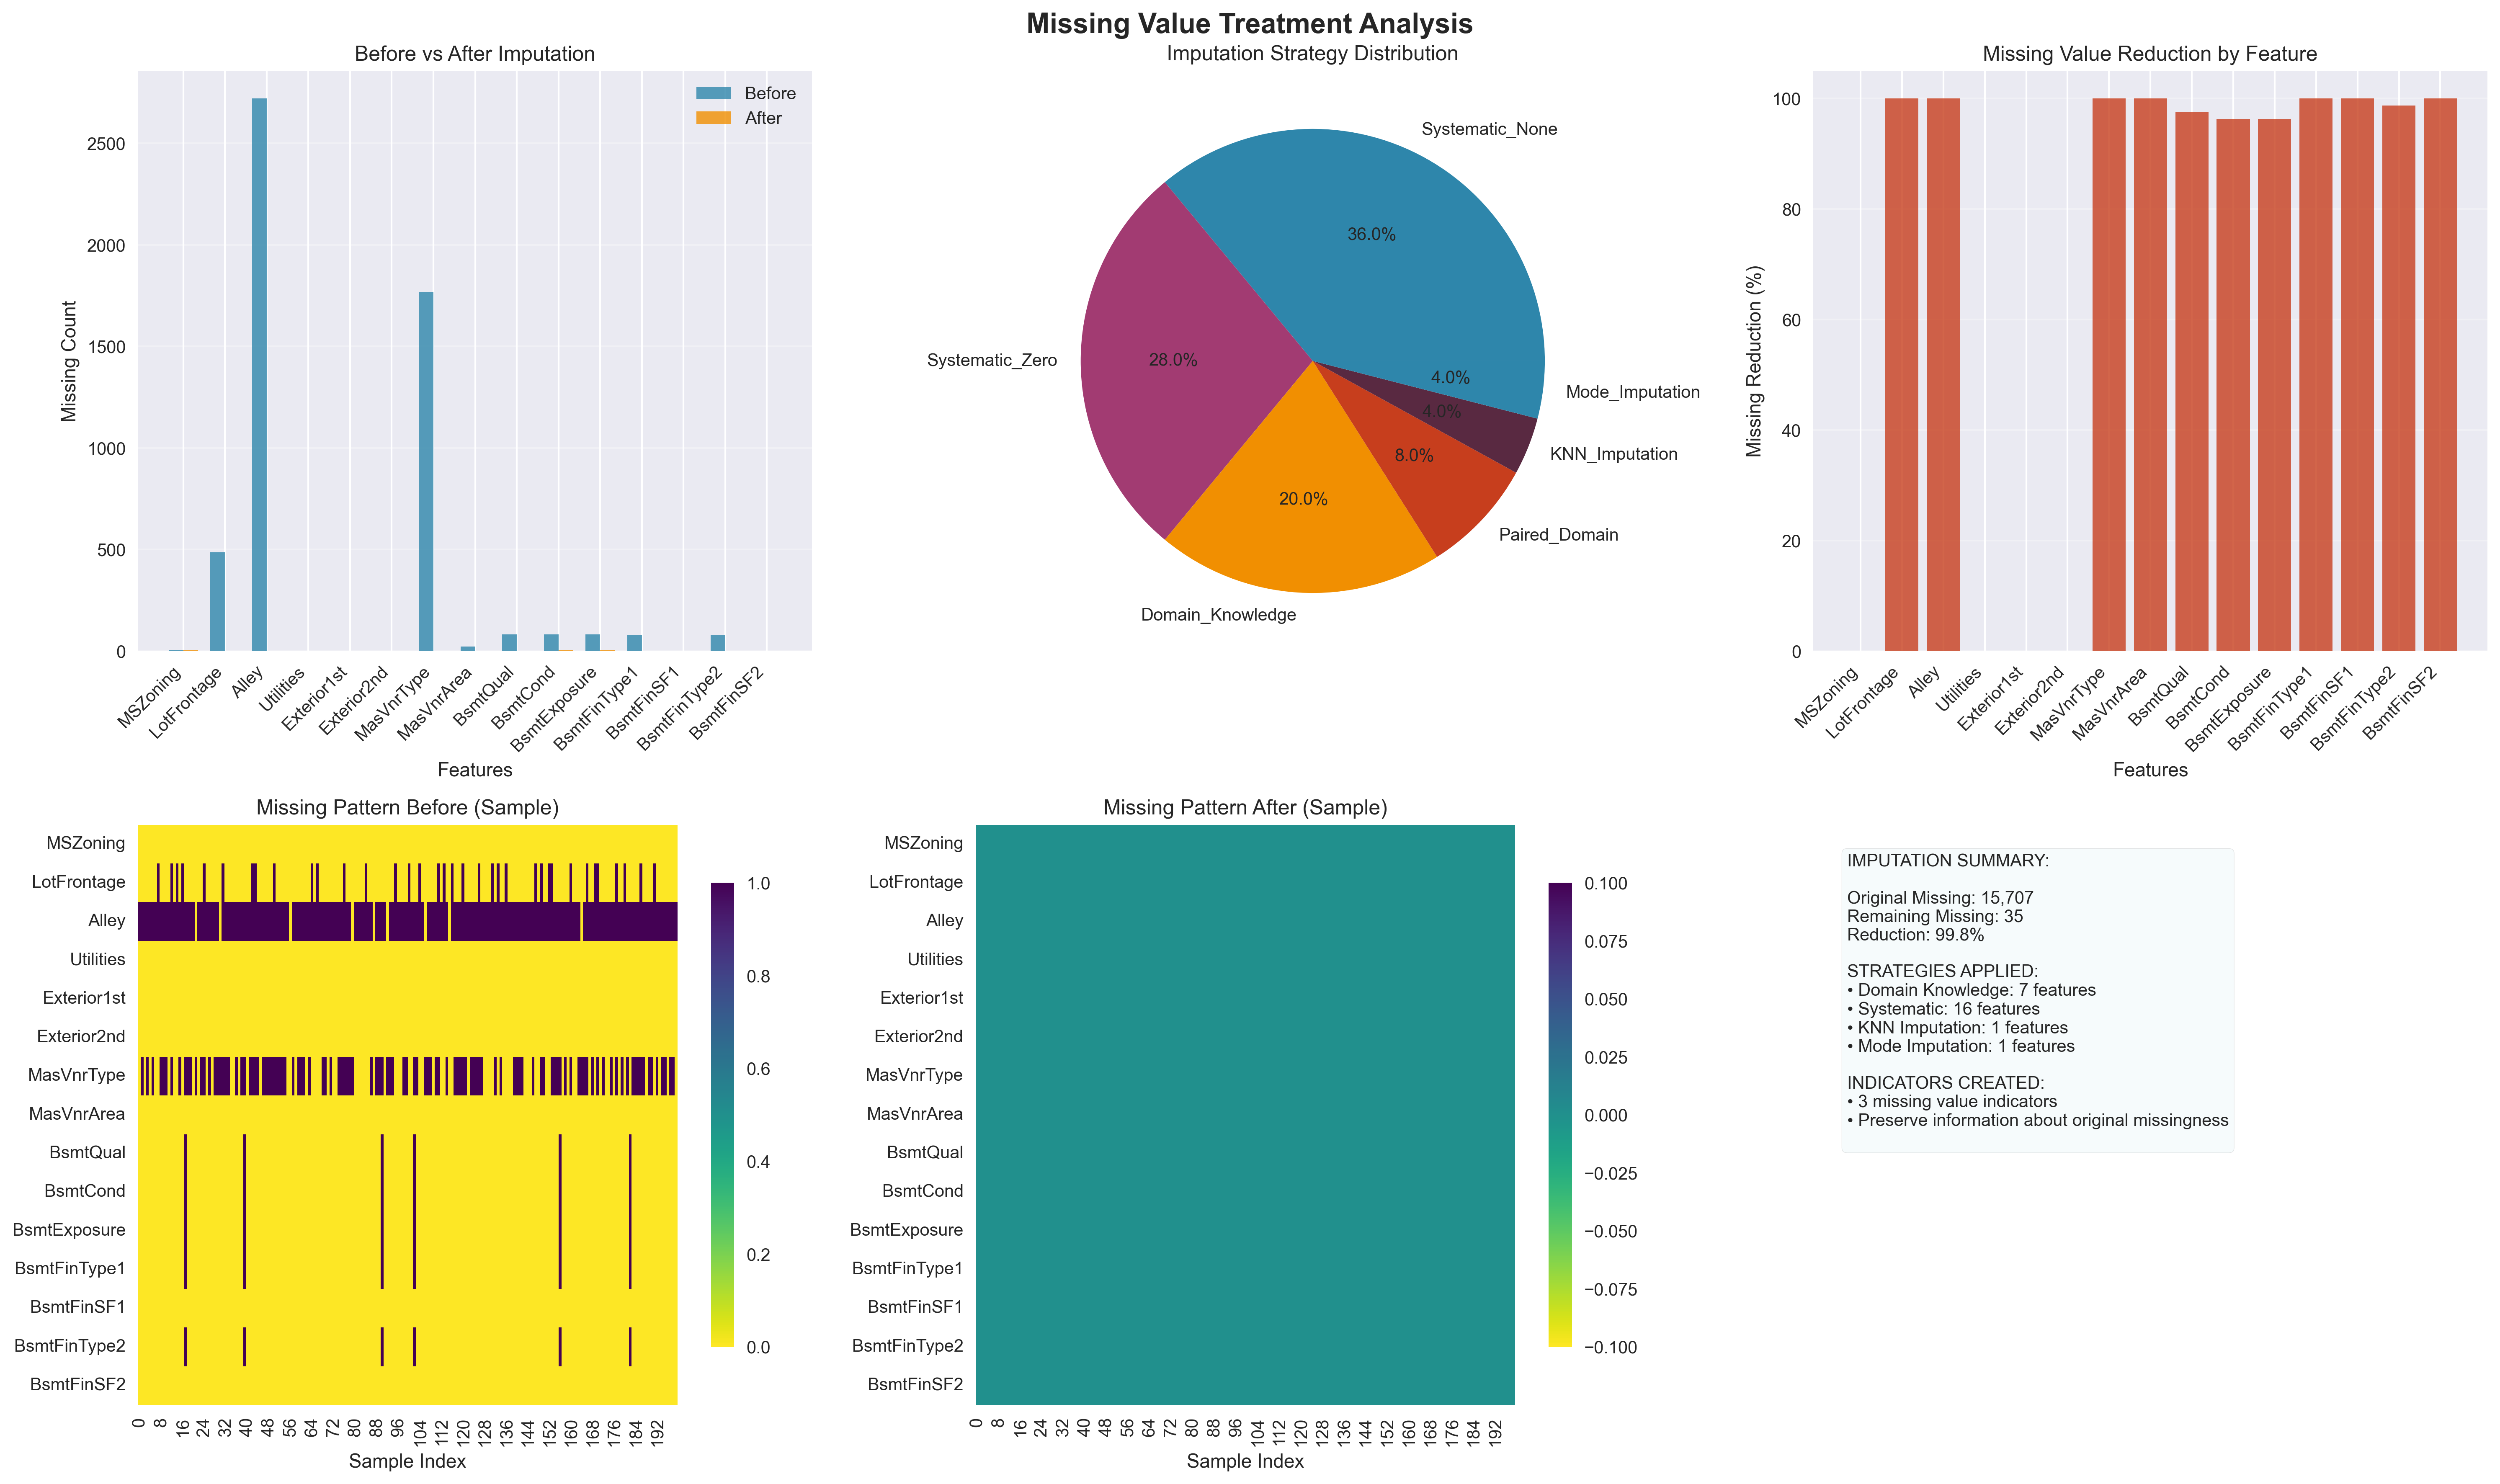 Missing Value Treatment Analysis
Before vs After Imputation
Before
After
2500
2000
1500
1000
500
0
Missing Count
MSZoning
LotFrontage
Alley
Utilities
Exterior1st
Exterior2nd
MasVnrType
MasVnrArea
BsmtQual
BsmtCond
BsmtExposure
BsmtFinType1
BsmtFinSF1
BsmtFinType2
BsmtFinSF2
Features
Imputation Strategy Distribution
Systematic_None
36.0%
Systematic_Zero
28.0%
Domain_Knowledge
20.0%
Paired_Domain
8.0%
KNN_Imputation
4.0%
Mode_Imputation
4.0%
Missing Value Reduction by Feature
100
80
60
40
20
0
Missing Reduction (%)
MSZoning
LotFrontage
Alley
Utilities
Exterior1st
Exterior2nd
MasVnrType
MasVnrArea
BsmtQual
BsmtCond
BsmtExposure
BsmtFinType1
BsmtFinSF1
BsmtFinType2
BsmtFinSF2
Features
Missing Pattern Before (Sample)
MSZoning
LotFrontage
Alley
Utilities
Exterior1st
Exterior2nd
MasVnrType
MasVnrArea
BsmtQual
BsmtCond
BsmtExposure
BsmtFinType1
BsmtFinSF1
BsmtFinType2
BsmtFinSF2
0 8 16 24 32 40 48 56 64 72 80 88 96 104 112 120 128 136 144 152 160 168 176 184 192
Sample Index
1.0
0.8
0.6
0.4
0.2
0.0
Missing Pattern After (Sample)
MSZoning
LotFrontage
Alley
Utilities
Exterior1st
Exterior2nd
MasVnrType
MasVnrArea
BsmtQual
BsmtCond
BsmtExposure
BsmtFinType1
BsmtFinSF1
BsmtFinType2
BsmtFinSF2
0 8 16 24 32 40 48 56 64 72 80 88 96 104 112 120 128 136 144 152 160 168 176 184 192
Sample Index
0.100
0.075
0.050
0.025
0.000
−0.025
−0.050
−0.075
−0.100
IMPUTATION SUMMARY:
Original Missing: 15,707
Remaining Missing: 35
Reduction: 99.8%
STRATEGIES APPLIED:
• Domain Knowledge: 7 features
• Systematic: 16 features
• KNN Imputation: 1 features
• Mode Imputation: 1 features
INDICATORS CREATED:
• 3 missing value indicators
• Preserve information about original missingness